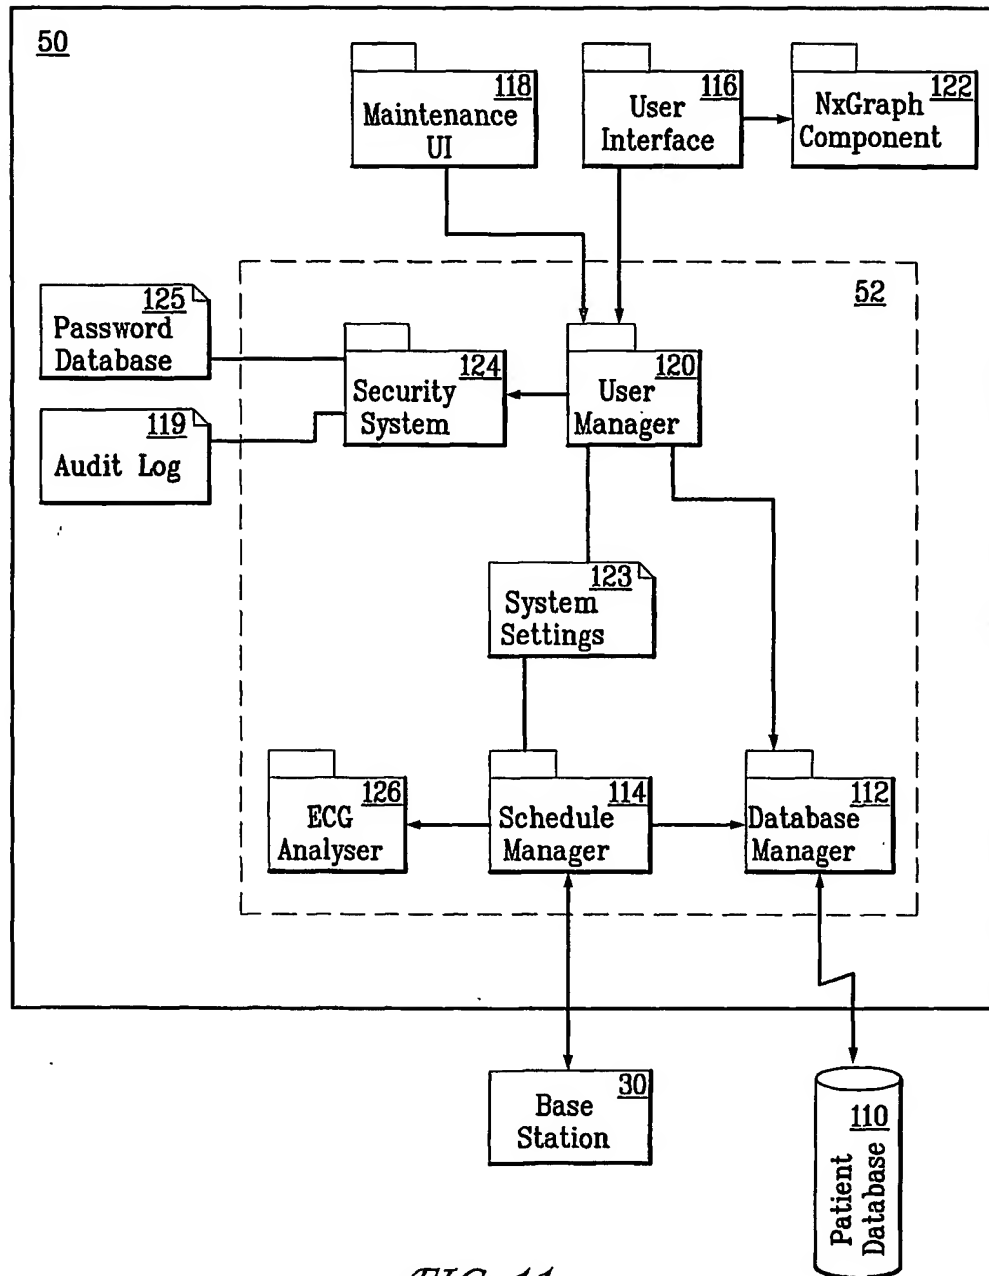 50
118
Maintenance
UI
116
User
Interface
122
NxGraph
Component
52
125
Password
Database
124
Security
System
120
User
Manager
119
Audit Log
123
System
Settings
126
ECG
Analyser
114
Schedule
Manager
112
Database
Manager
30
Base
Station
110
Patient
Database
FIG. 11